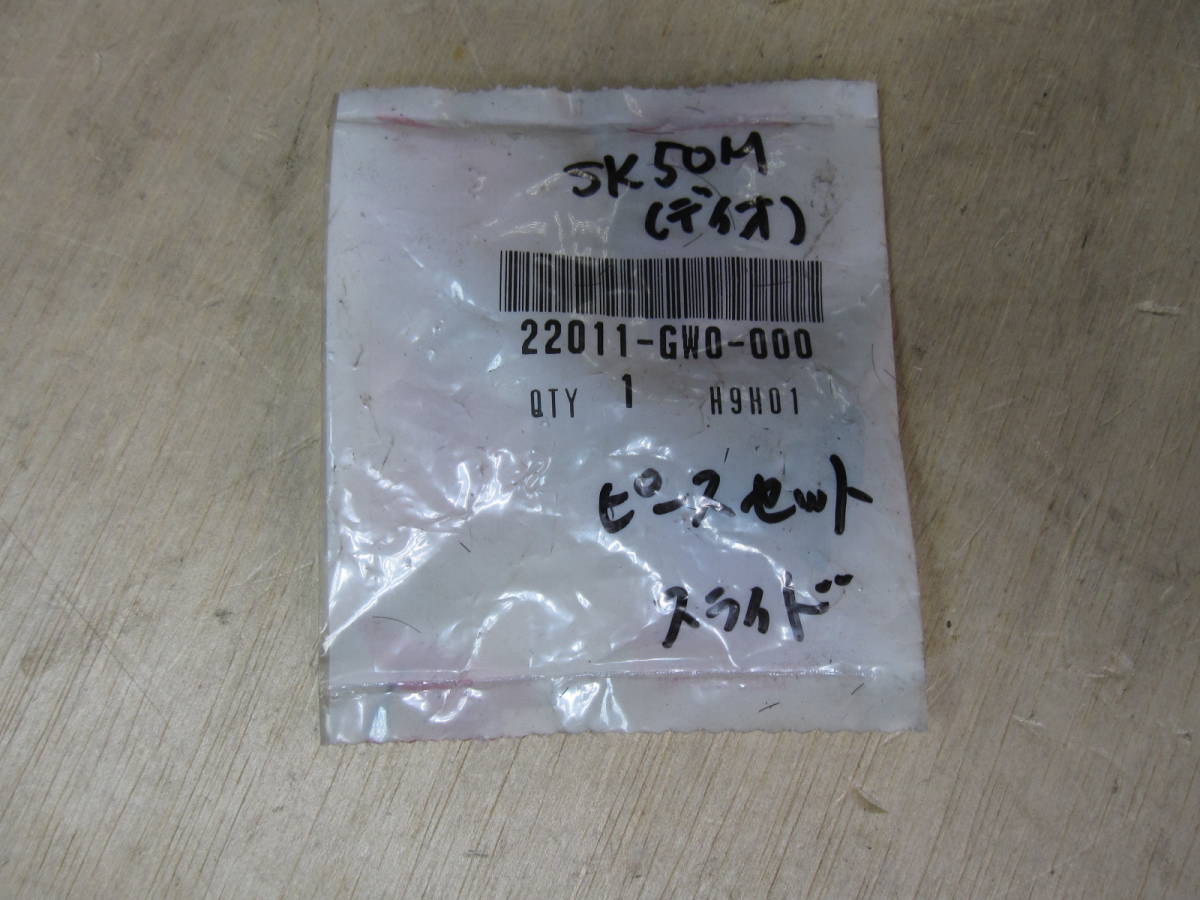 SK50M
(ディオ)
22011-GW0-000
QTY 1 H9H01
ピースセット
スライド